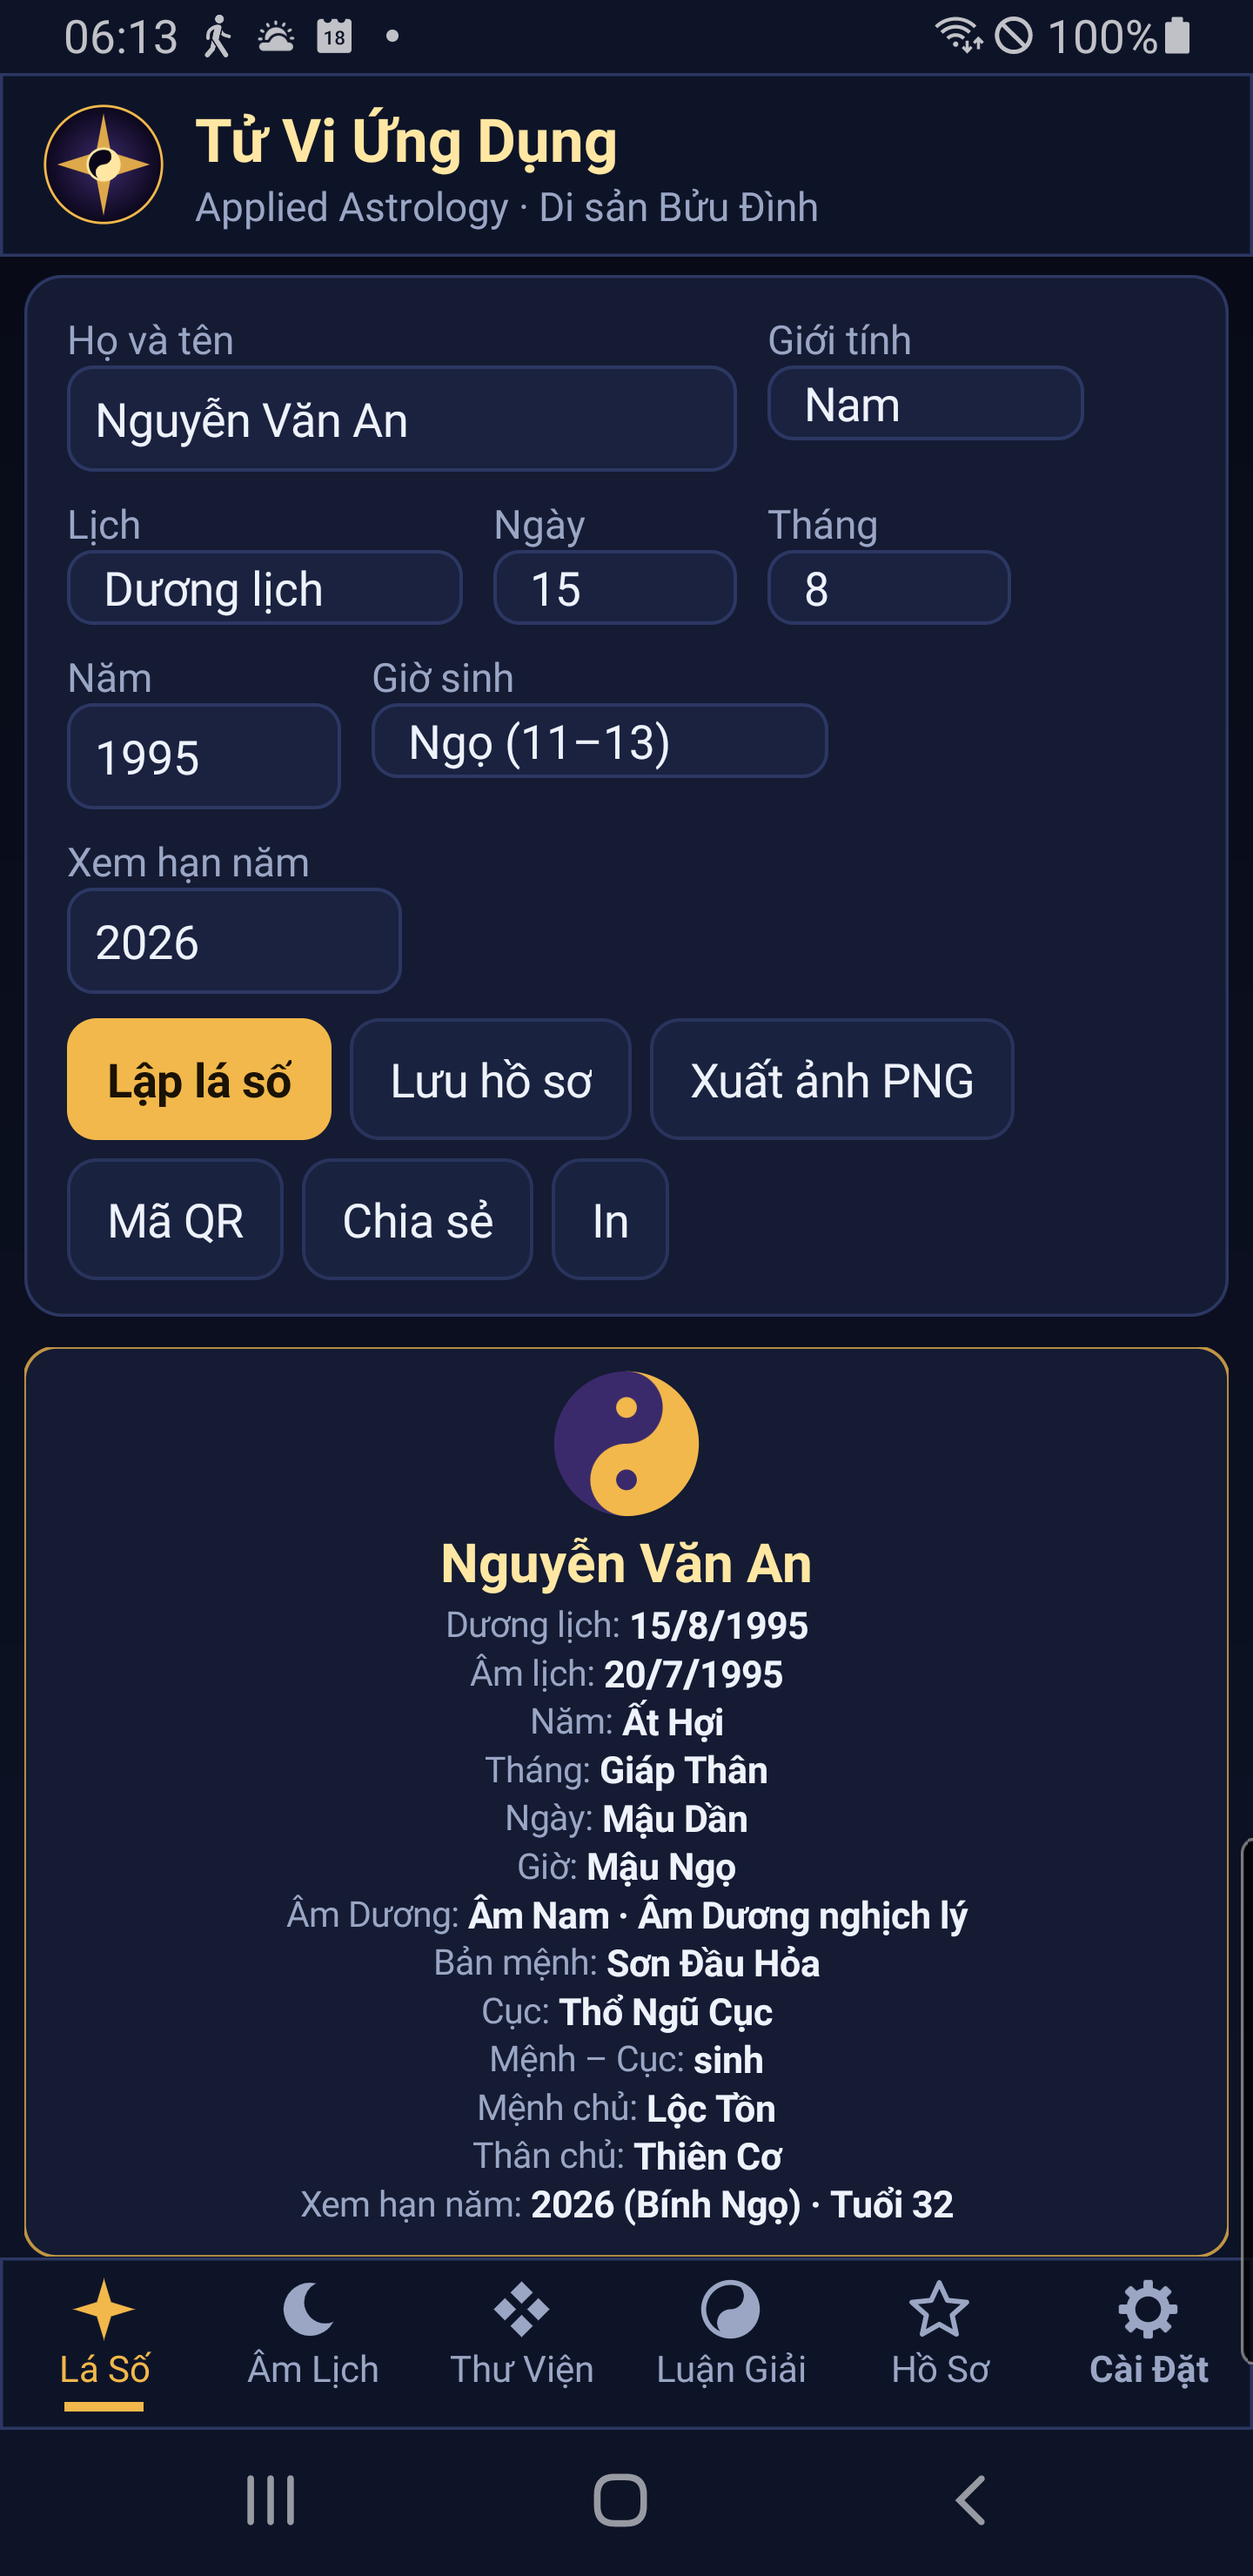 06:13 18 100%
Tử Vi Ứng Dụng
Applied Astrology · Di sản Bửu Đình
Họ và tên Giới tính
Nguyễn Văn An Nam
Lịch Ngày Tháng
Dương lịch 15 8
Năm Giờ sinh
1995 Ngọ (11–13)
Xem hạn năm
2026
Lập lá số Lưu hồ sơ Xuất ảnh PNG
Mã QR Chia sẻ In
Nguyễn Văn An
Dương lịch: 15/8/1995
Âm lịch: 20/7/1995
Năm: Ất Hợi
Tháng: Giáp Thân
Ngày: Mậu Dần
Giờ: Mậu Ngọ
Âm Dương: Âm Nam · Âm Dương nghịch lý
Bản mệnh: Sơn Đầu Hỏa
Cục: Thổ Ngũ Cục
Mệnh – Cục: sinh
Mệnh chủ: Lộc Tồn
Thân chủ: Thiên Cơ
Xem hạn năm: 2026 (Bính Ngọ) · Tuổi 32
Lá Số Âm Lịch Thư Viện Luận Giải Hồ Sơ Cài Đặt